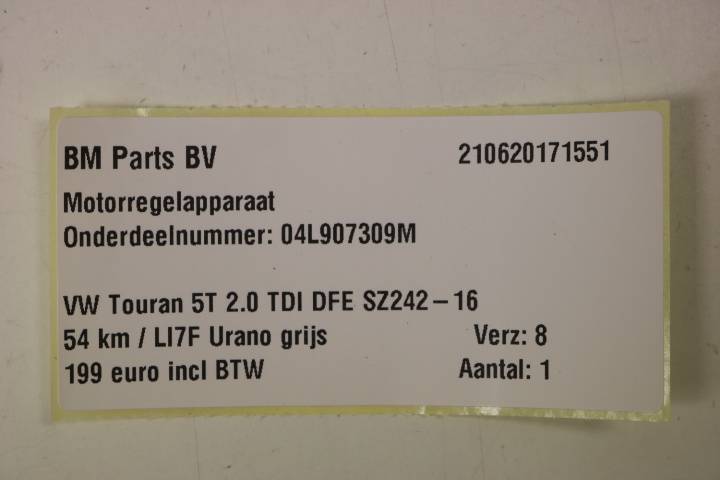 BM Parts BV 210620171551
Motorregelapparaat
Onderdeelnummer: 04L907309M
VW Touran 5T 2.0 TDI DFE SZ242-16
54 km / LI7F Urano grijs Verz: 8
199 euro incl BTW Aantal: 1